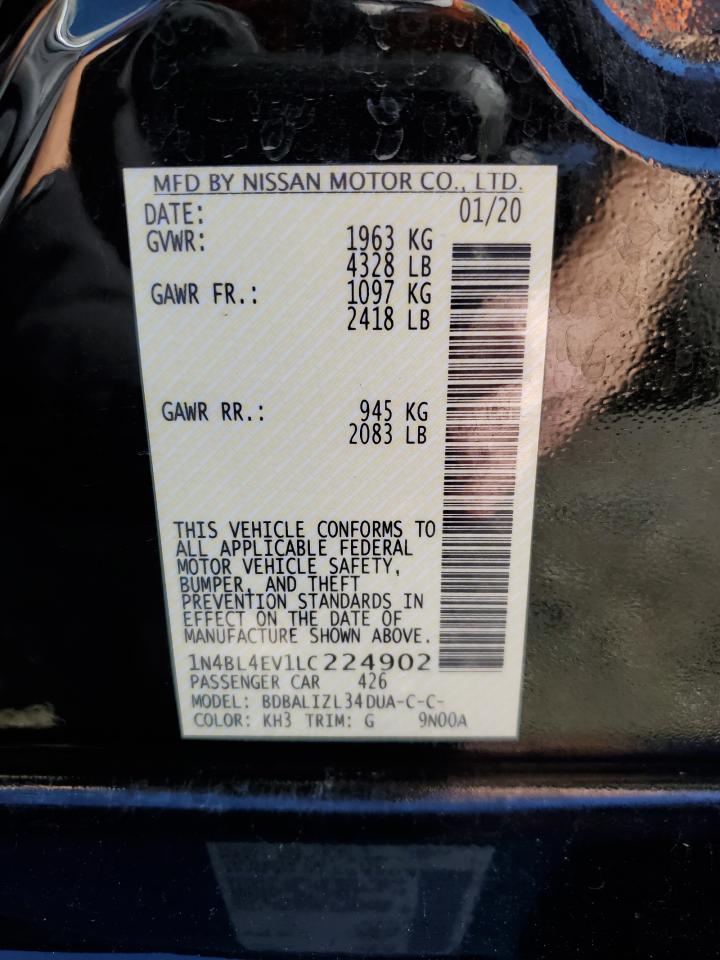 MFD BY NISSAN MOTOR CO., LTD.
DATE: 01/20
GVWR: 1963 KG
4328 LB
GAWR FR.: 1097 KG
2418 LB
GAWR RR.: 945 KG
2083 LB
THIS VEHICLE CONFORMS TO
ALL APPLICABLE FEDERAL
MOTOR VEHICLE SAFETY,
BUMPER, AND THEFT
PREVENTION STANDARDS IN
EFFECT ON THE DATE OF
MANUFACTURE SHOWN ABOVE.
1N4BL4EV1LC224902
PASSENGER CAR 426
MODEL: BDBALIZL34DUA-C-C-
COLOR: KH3 TRIM: G 9N00A